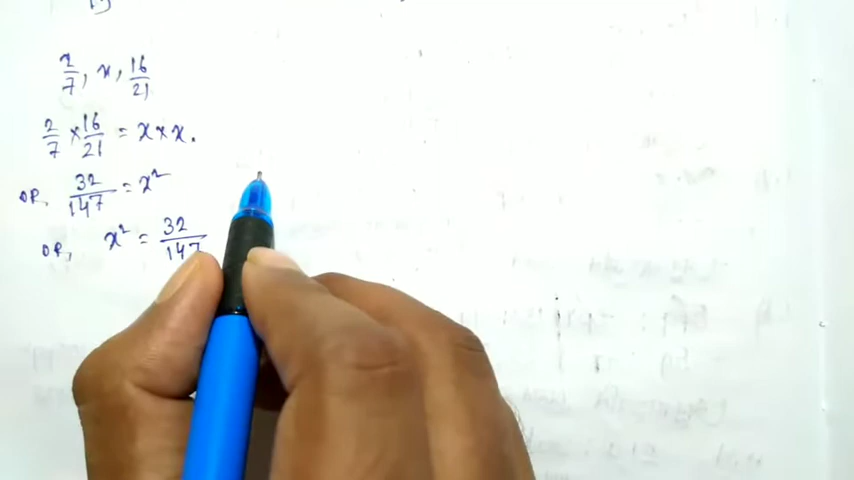 2/7, x, 16/21
2/7 × 16/21 = x × x.
OR, 32/147 = x²
OR, x² = 32/147